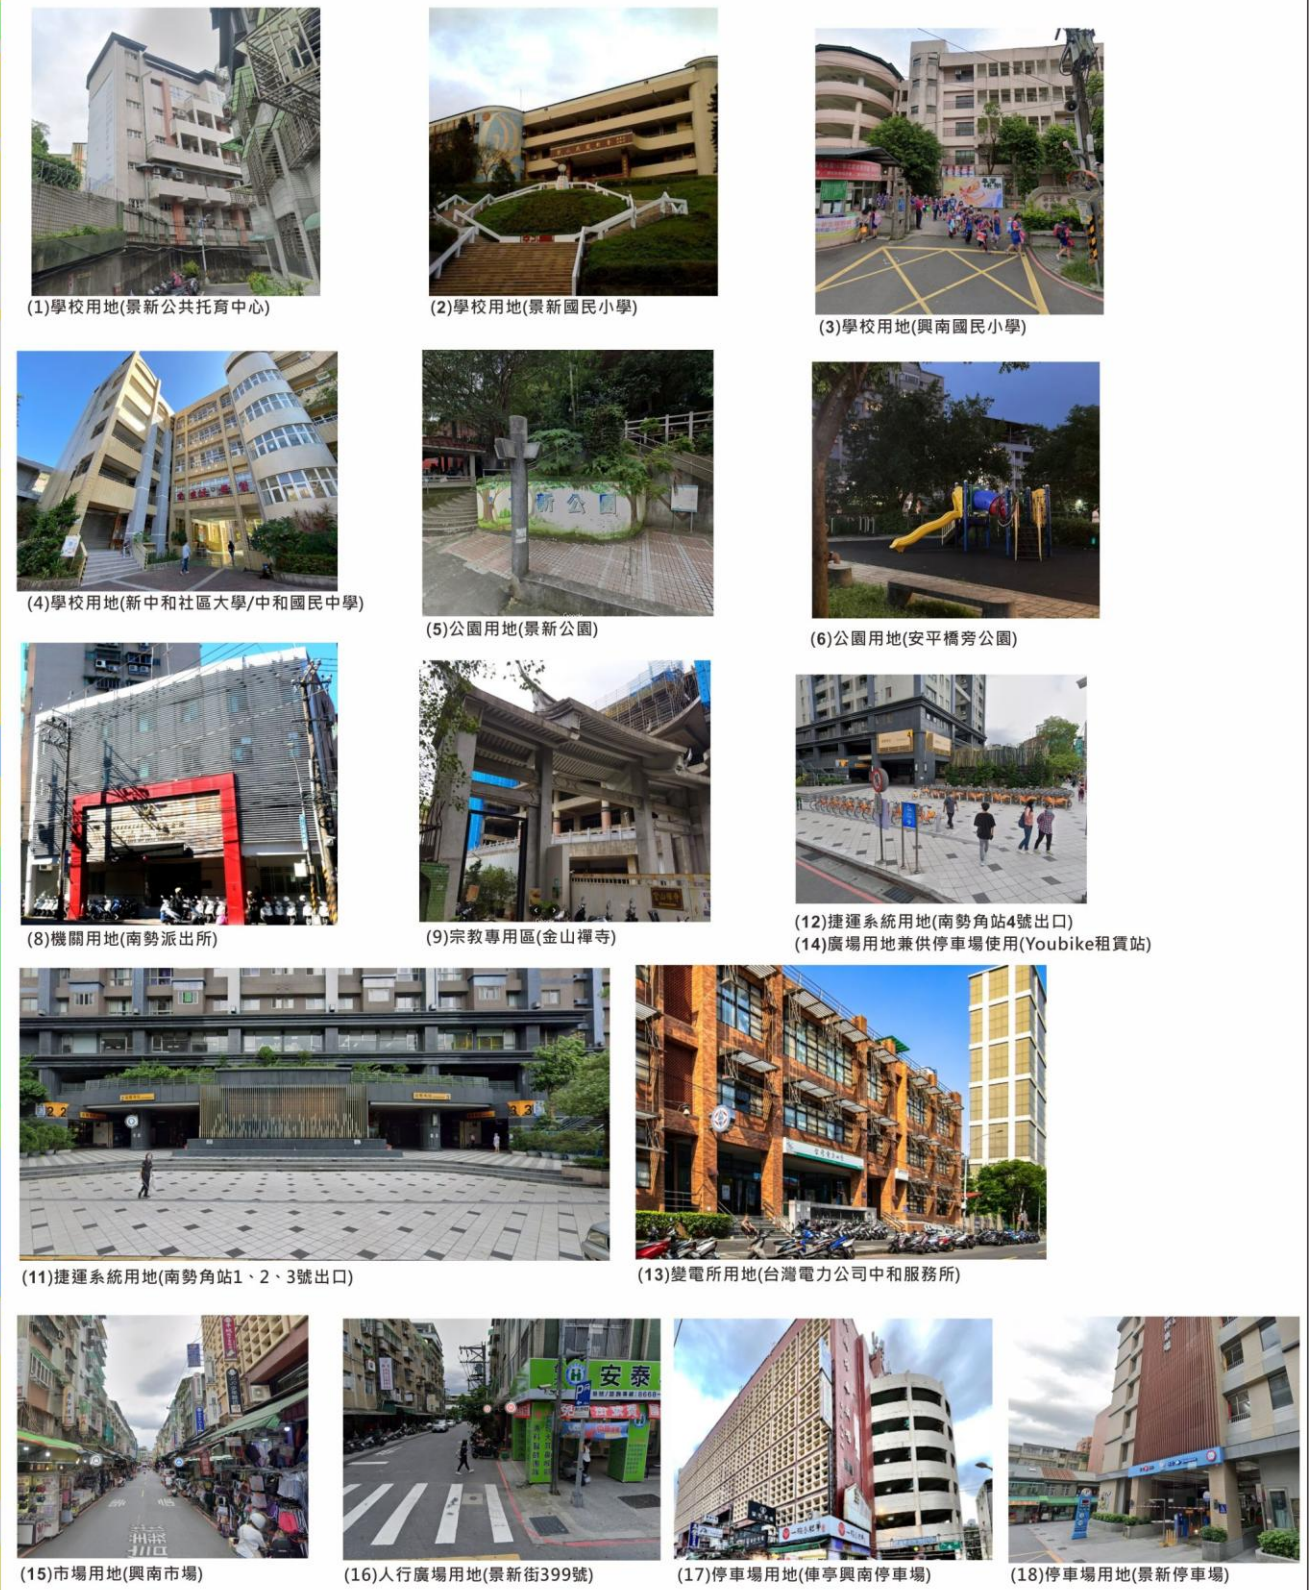 (1)學校用地(景新公共托育中心)
(2)學校用地(景新國民小學)
(3)學校用地(興南國民小學)
(4)學校用地(新中和社區大學/中和國民中學)
新公園
(5)公園用地(景新公園)
(6)公園用地(安平橋旁公園)
(8)機關用地(南勢派出所)
(9)宗教專用區(金山禪寺)
(12)捷運系統用地(南勢角站4號出口)
(14)廣場用地兼供停車場使用(Youbike租賃站)
2 2
3 3
(11)捷運系統用地(南勢角站1、2、3號出口)
(13)變電所用地(台灣電力公司中和服務所)
(15)市場用地(興南市場)
安泰
(16)人行廣場用地(景新街399號)
(17)停車場用地(俥亭興南停車場)
(18)停車場用地(景新停車場)